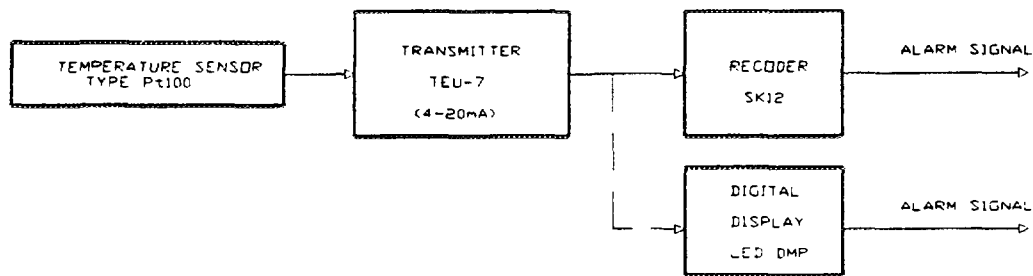 TEMPERATURE SENSOR
TYPE Pt100
TRANSMITTER
TEU-7
(4-20mA)
RECODER
SK12
ALARM SIGNAL
DIGITAL
DISPLAY
LED DMP
ALARM SIGNAL